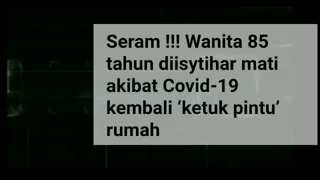 Seram !!! Wanita 85
tahun diisytihar mati
akibat Covid-19
kembali ‘ketuk pintu’
rumah